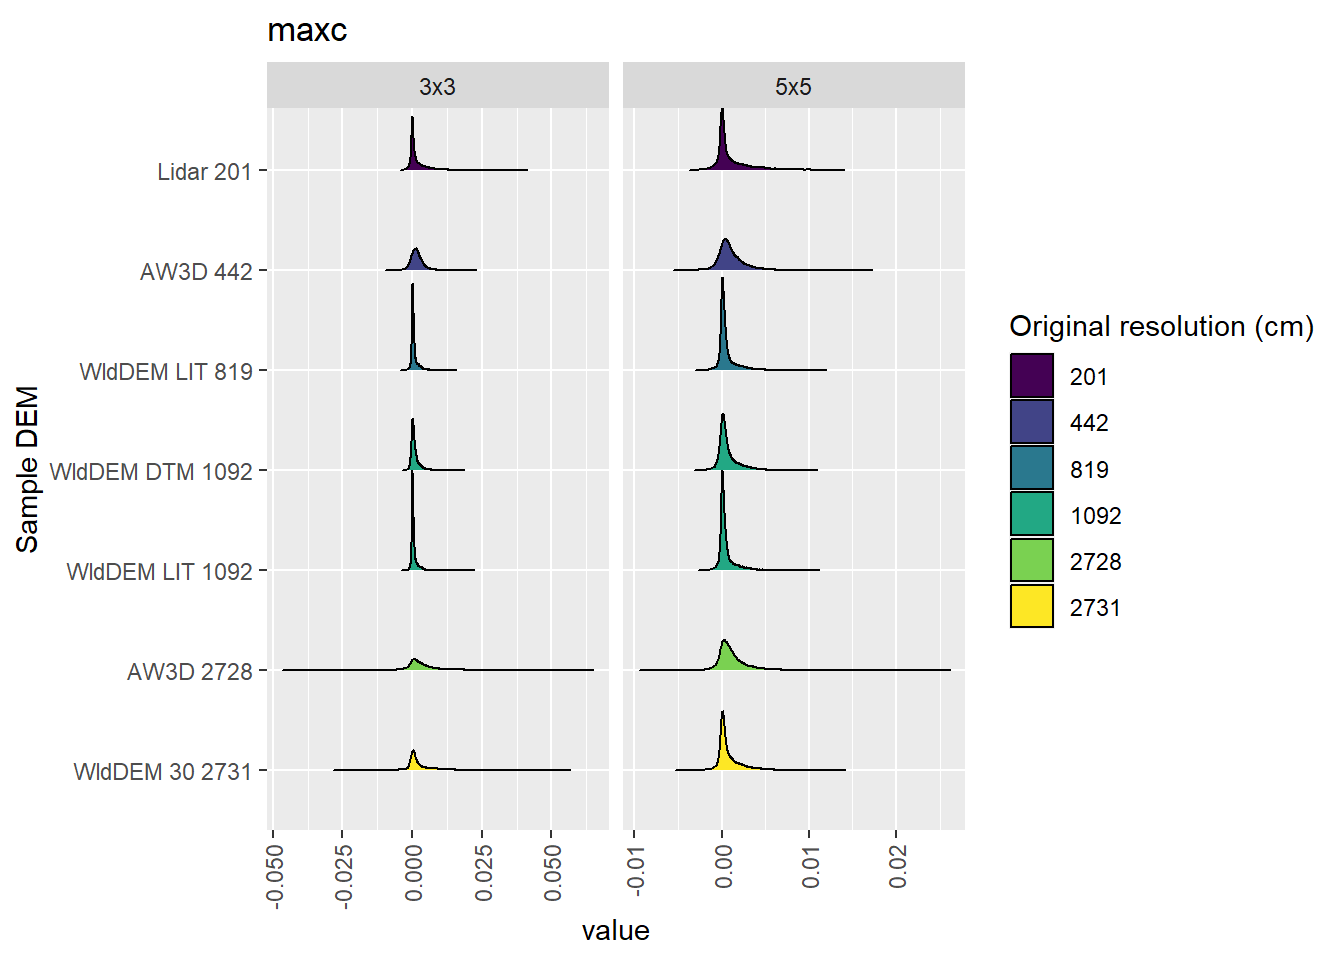 maxc
3x3
5x5
Lidar 201
AW3D 442
WldDEM LIT 819
WldDEM DTM 1092
WldDEM LIT 1092
AW3D 2728
WldDEM 30 2731
Sample DEM
-0.050
-0.025
0.000
0.025
0.050
-0.01
0.00
0.01
0.02
value
Original resolution (cm)
201
442
819
1092
2728
2731